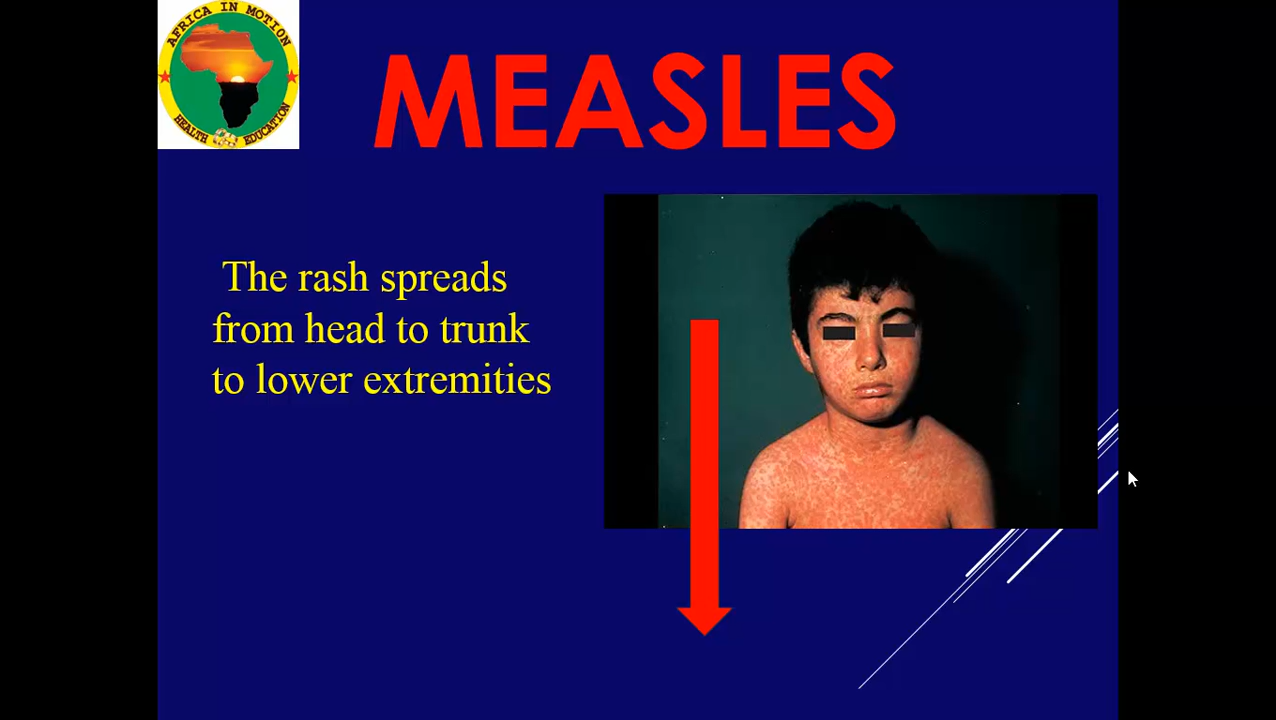 AFRICA IN MOTION
HEALTH EDUCATION
MEASLES
The rash spreads
from head to trunk
to lower extremities